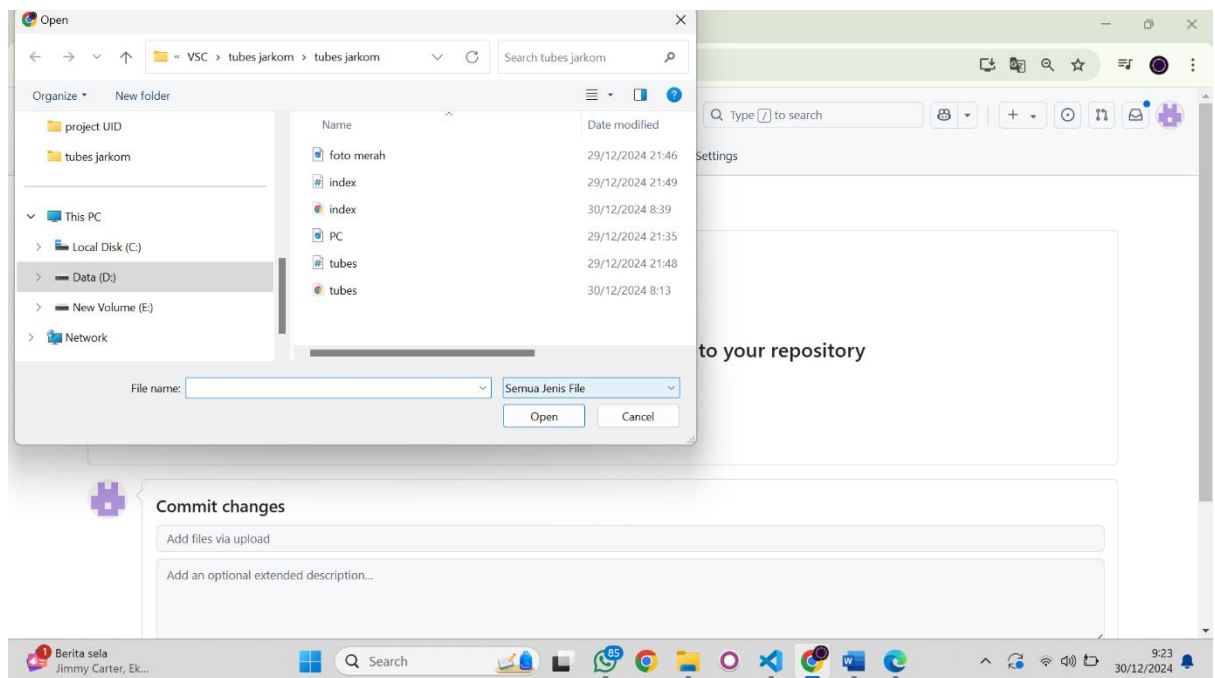 Open
« VSC > tubes jarkom > tubes jarkom
Search tubes jarkom
Organize
New folder
project UID
tubes jarkom
This PC
Local Disk (C:)
Data (D:)
New Volume (E:)
Network
Name Date modified
foto merah 29/12/2024 21:46
index 29/12/2024 21:49
index 30/12/2024 8:39
PC 29/12/2024 21:35
tubes 29/12/2024 21:48
tubes 30/12/2024 8:13
File name:
Semua Jenis File
Open Cancel
Type / to search
Settings
to your repository
Commit changes
Add files via upload
Add an optional extended description...
1
Berita sela
Jimmy Carter, Ek...
Search
85
9:23
30/12/2024